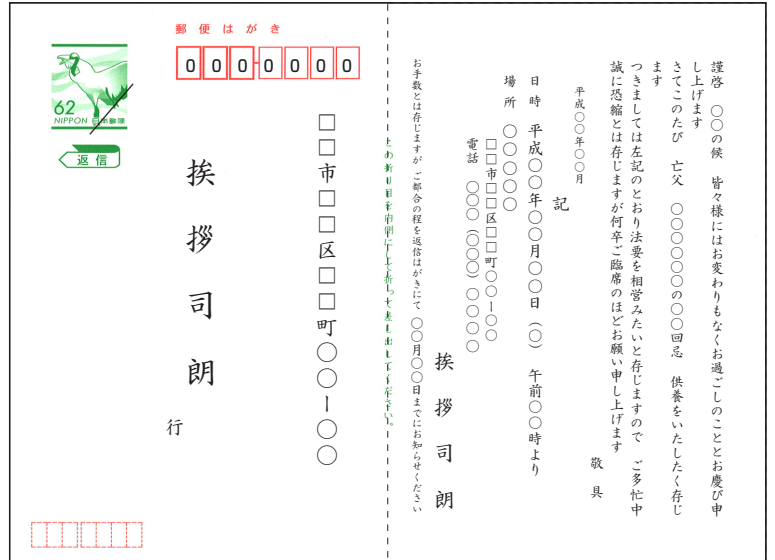 謹啓 〇〇の候 皆々様にはお変わりもなくお過ごしのこととお慶び申
し上げます
さてこのたび 亡父 〇〇〇〇〇〇の〇〇回忌 供養をいたしたく存じ
ます
つきましては左記のとおり法要を相営みたいと存じますので ご多忙中
誠に恐縮とは存じますが何卒ご臨席のほどお願い申し上げます
敬具
平成〇〇年〇〇月
記
日時 平成〇〇年〇〇月〇〇日（〇） 午前〇〇時より
場所 〇〇〇〇〇
□□市□□区□□町〇〇ー〇〇
電話 〇〇〇（〇〇〇）〇〇〇〇
挨拶司朗
お手数とは存じますが ご都合の程を返信はがきにて 〇〇月〇〇日までにお知らせください
この折り目を内側にして折って差し出してください。
郵便はがき
000-0000
62
NIPPON 日本郵便
返信
□□市□□区□□町〇〇ー〇〇
挨拶司朗
行